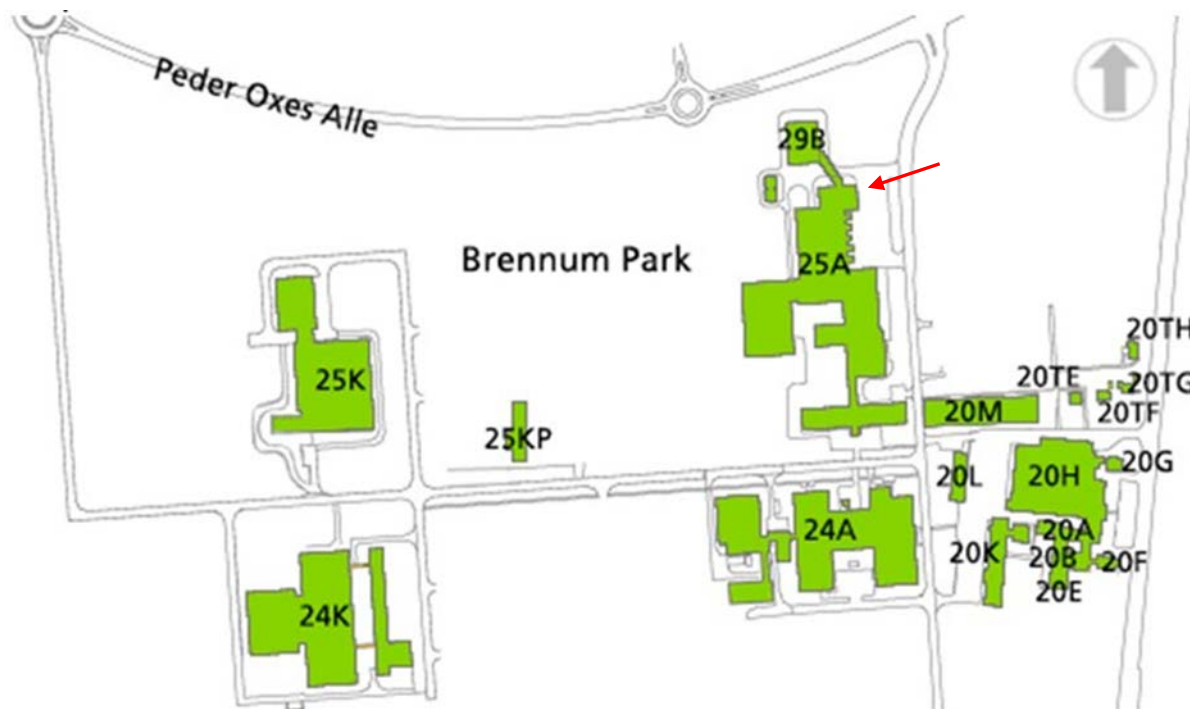 Peder Oxes Alle
29B
Brennum Park
25A
20TH
25K
20TE
20TG
20M
20TF
25KP
20L
20H
20G
24A
20A
20K
20B
20F
20E
24K